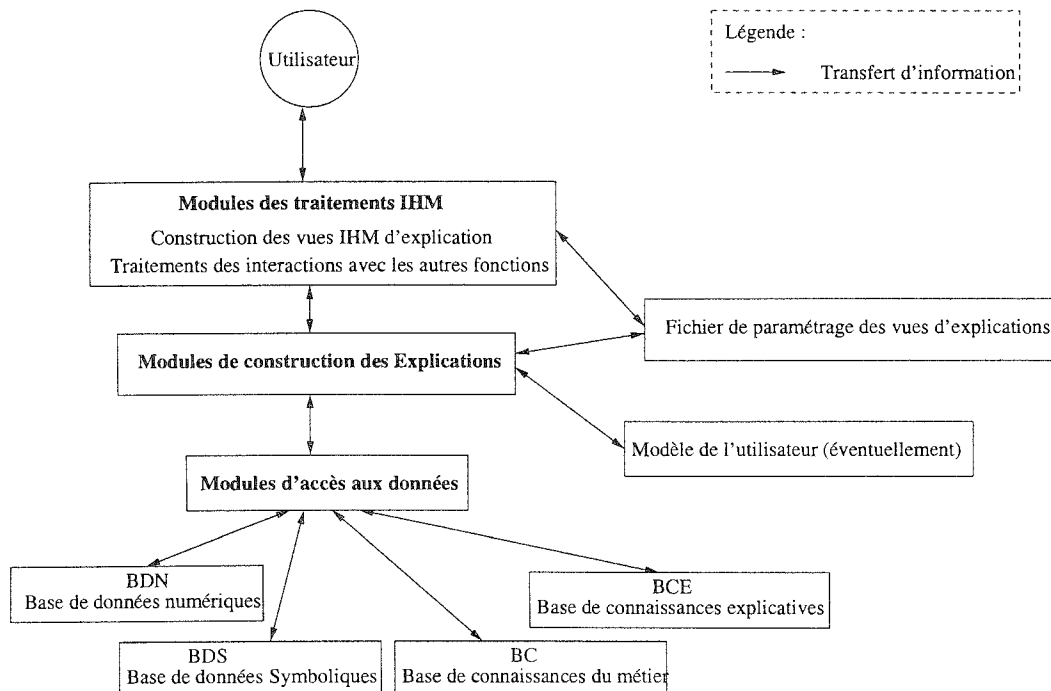 Utilisateur
Légende :
Transfert d'information
Modules des traitements IHM
Construction des vues IHM d'explication
Traitements des interactions avec les autres fonctions
Fichier de paramétrage des vues d'explications
Modules de construction des Explications
Modèle de l'utilisateur (éventuellement)
Modules d'accès aux données
BDN
Base de données numériques
BCE
Base de connaissances explicatives
BDS
Base de données Symboliques
BC
Base de connaissances du métier